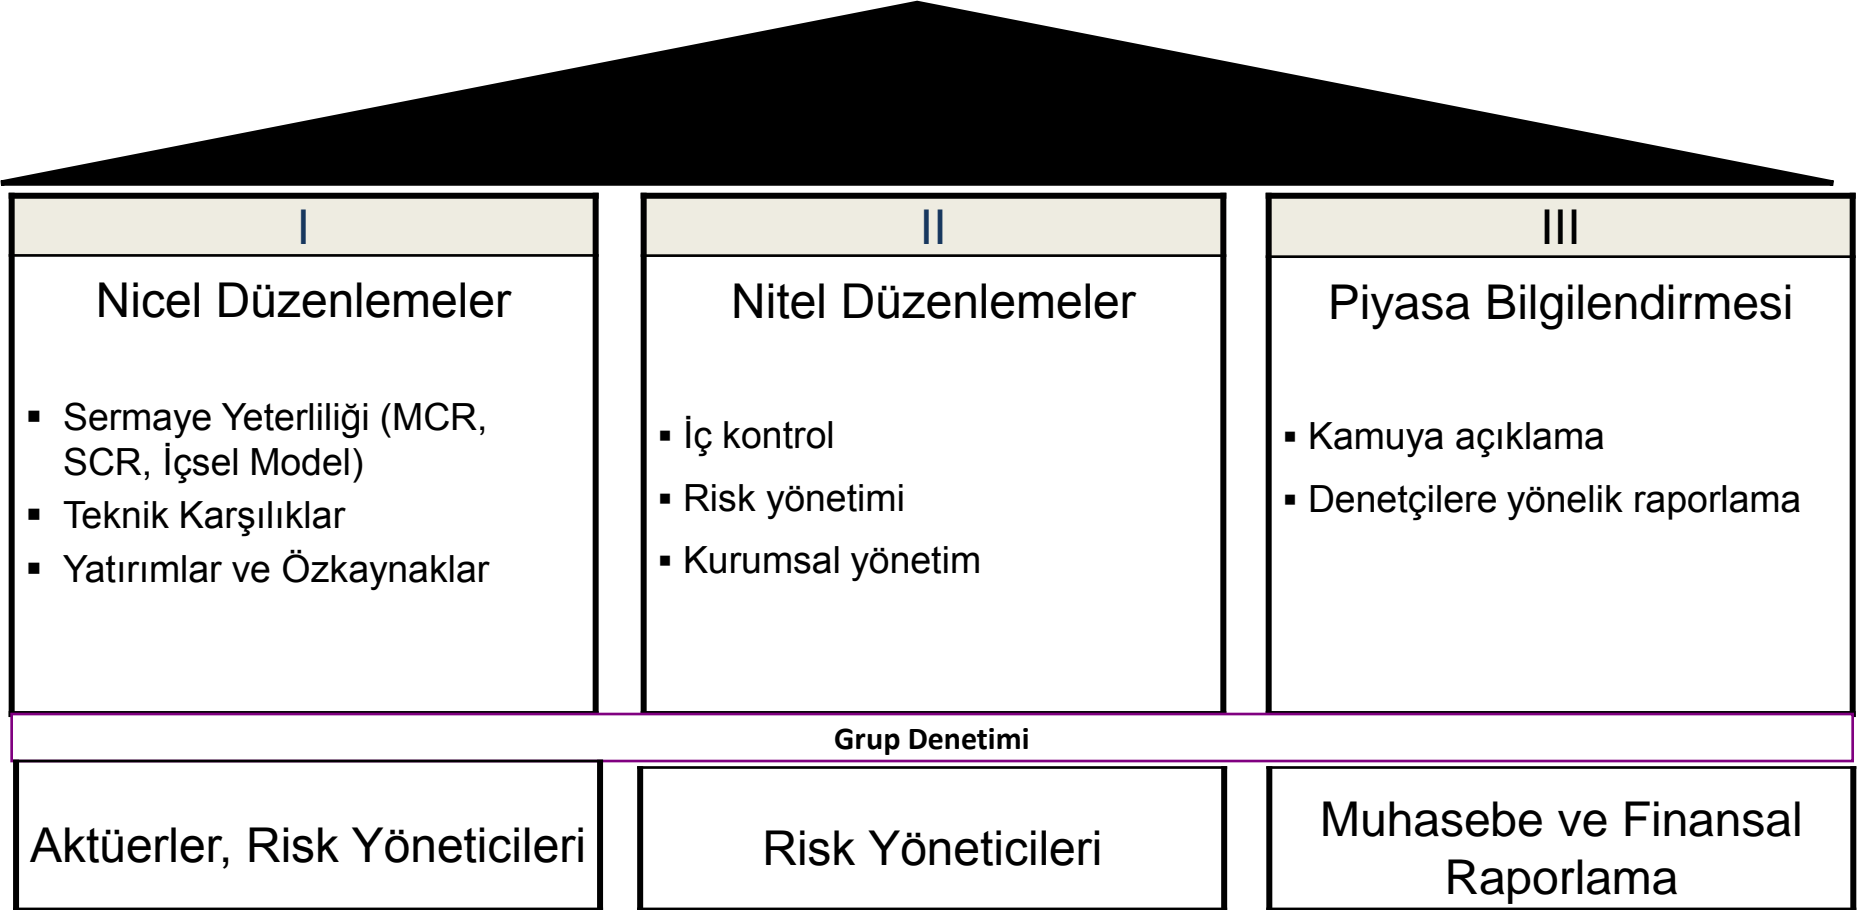 I
Nicel Düzenlemeler
▪ Sermaye Yeterliliği (MCR,
SCR, İçsel Model)
▪ Teknik Karşılıklar
▪ Yatırımlar ve Özkaynaklar
II
Nitel Düzenlemeler
▪ İç kontrol
▪ Risk yönetimi
▪ Kurumsal yönetim
III
Piyasa Bilgilendirmesi
▪ Kamuya açıklama
▪ Denetçilere yönelik raporlama
Grup Denetimi
Aktüerler, Risk Yöneticileri
Risk Yöneticileri
Muhasebe ve Finansal
Raporlama